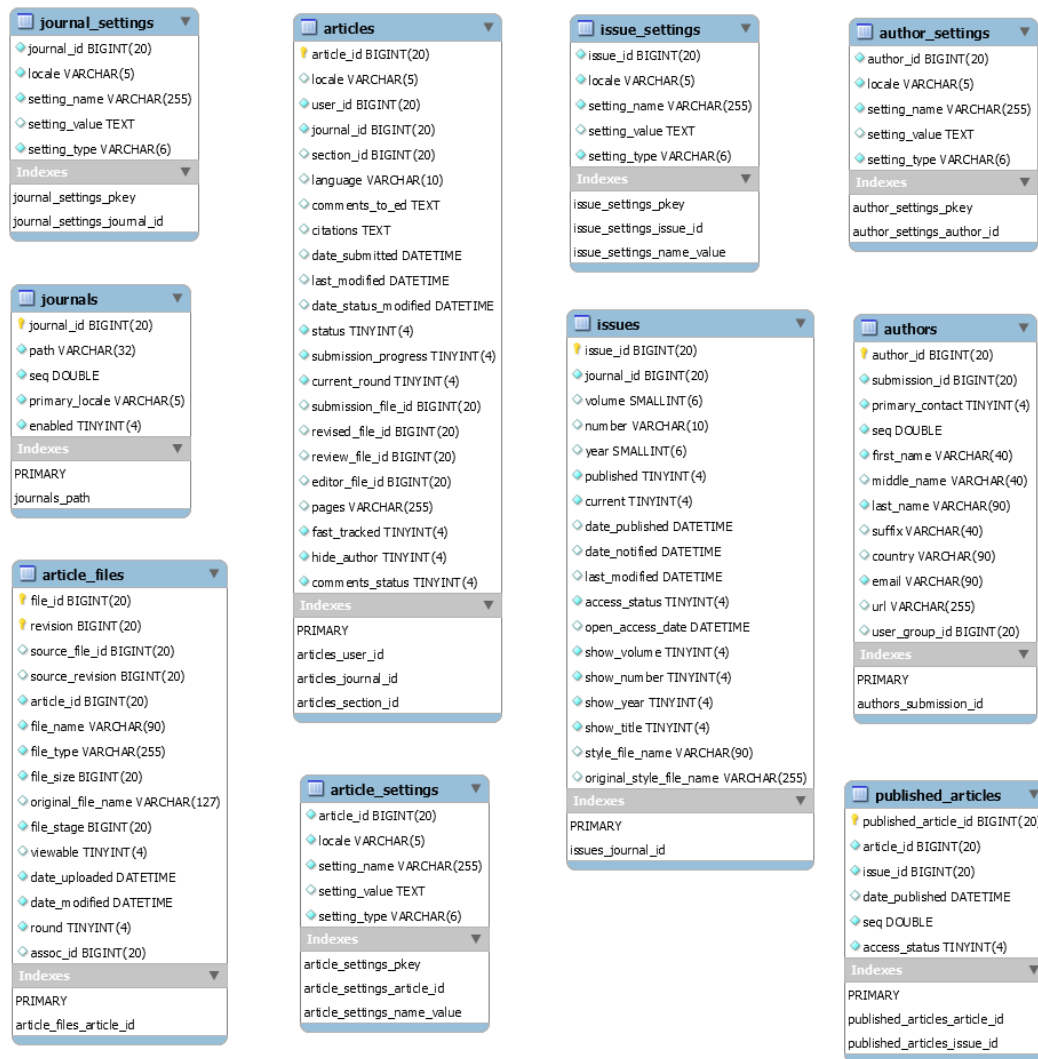 journal_settings
journal_id BIGINT(20)
locale VARCHAR(5)
setting_name VARCHAR(255)
setting_value TEXT
setting_type VARCHAR(6)
Indexes
journal_settings_pkey
journal_settings_journal_id
journals
journal_id BIGINT(20)
path VARCHAR(32)
seq DOUBLE
primary_locale VARCHAR(5)
enabled TINYINT(4)
Indexes
PRIMARY
journals_path
article_files
file_id BIGINT(20)
revision BIGINT(20)
source_file_id BIGINT(20)
source_revision BIGINT(20)
article_id BIGINT(20)
file_name VARCHAR(90)
file_type VARCHAR(255)
file_size BIGINT(20)
original_file_name VARCHAR(127)
file_stage BIGINT(20)
viewable TINYINT(4)
date_uploaded DATETIME
date_modified DATETIME
round TINYINT(4)
assoc_id BIGINT(20)
Indexes
PRIMARY
article_files_article_id
articles
article_id BIGINT(20)
locale VARCHAR(5)
user_id BIGINT(20)
journal_id BIGINT(20)
section_id BIGINT(20)
language VARCHAR(10)
comments_to_ed TEXT
citations TEXT
date_submitted DATETIME
last_modified DATETIME
date_status_modified DATETIME
status TINYINT(4)
submission_progress TINYINT(4)
current_round TINYINT(4)
submission_file_id BIGINT(20)
revised_file_id BIGINT(20)
review_file_id BIGINT(20)
editor_file_id BIGINT(20)
pages VARCHAR(255)
fast_tracked TINYINT(4)
hide_author TINYINT(4)
comments_status TINYINT(4)
Indexes
PRIMARY
articles_user_id
articles_journal_id
articles_section_id
article_settings
article_id BIGINT(20)
locale VARCHAR(5)
setting_name VARCHAR(255)
setting_value TEXT
setting_type VARCHAR(6)
Indexes
article_settings_pkey
article_settings_article_id
article_settings_name_value
issue_settings
issue_id BIGINT(20)
locale VARCHAR(5)
setting_name VARCHAR(255)
setting_value TEXT
setting_type VARCHAR(6)
Indexes
issue_settings_pkey
issue_settings_issue_id
issue_settings_name_value
issues
issue_id BIGINT(20)
journal_id BIGINT(20)
volume SMALLINT(6)
number VARCHAR(10)
year SMALLINT(6)
published TINYINT(4)
current TINYINT(4)
date_published DATETIME
date_notified DATETIME
last_modified DATETIME
access_status TINYINT(4)
open_access_date DATETIME
show_volume TINYINT(4)
show_number TINYINT(4)
show_year TINYINT(4)
show_title TINYINT(4)
style_file_name VARCHAR(90)
original_style_file_name VARCHAR(255)
Indexes
PRIMARY
issues_journal_id
author_settings
author_id BIGINT(20)
locale VARCHAR(5)
setting_name VARCHAR(255)
setting_value TEXT
setting_type VARCHAR(6)
Indexes
author_settings_pkey
author_settings_author_id
authors
author_id BIGINT(20)
submission_id BIGINT(20)
primary_contact TINYINT(4)
seq DOUBLE
first_name VARCHAR(40)
middle_name VARCHAR(40)
last_name VARCHAR(90)
suffix VARCHAR(40)
country VARCHAR(90)
email VARCHAR(90)
url VARCHAR(255)
user_group_id BIGINT(20)
Indexes
PRIMARY
authors_submission_id
published_articles
published_article_id BIGINT(20)
article_id BIGINT(20)
issue_id BIGINT(20)
date_published DATETIME
seq DOUBLE
access_status TINYINT(4)
Indexes
PRIMARY
published_articles_article_id
published_articles_issue_id